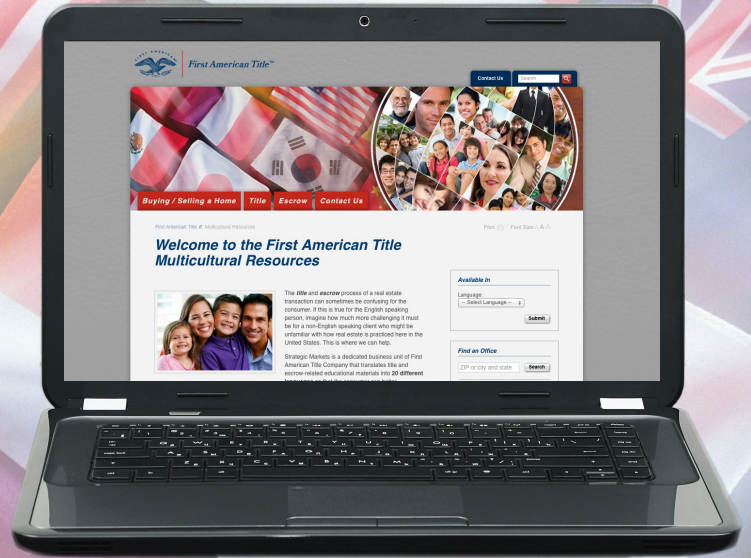 FIRST AMERICAN
First American Title™
Contact Us
Search
Buying / Selling a Home
Title
Escrow
Contact Us
First American Title // Multicultural Resources
Print
Font Size A A A
Welcome to the First American Title
Multicultural Resources
The title and escrow process of a real estate
transaction can sometimes be confusing for the
consumer. If this is true for the English speaking
person, imagine how much more challenging it must
be for a non-English speaking client who might be
unfamiliar with how real estate is practiced here in the
United States. This is where we can help.
Strategic Markets is a dedicated business unit of First
American Title Company that translates title and
escrow-related educational materials into 20 different
Available In
Language:
-- Select Language --
Submit
Find an Office
ZIP or city and state
Search